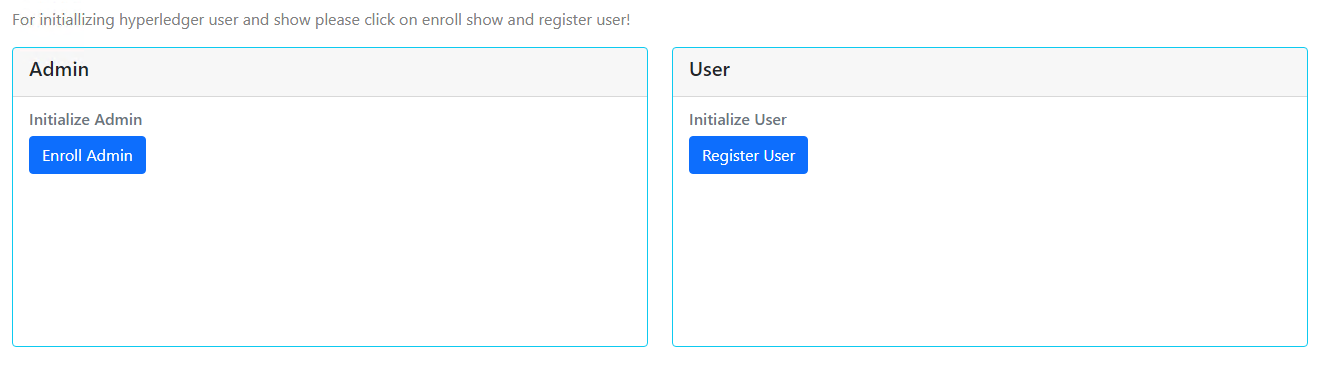 For initiallizing hyperledger user and show please click on enroll show and register user!
Admin
Initialize Admin
Enroll Admin
User
Initialize User
Register User